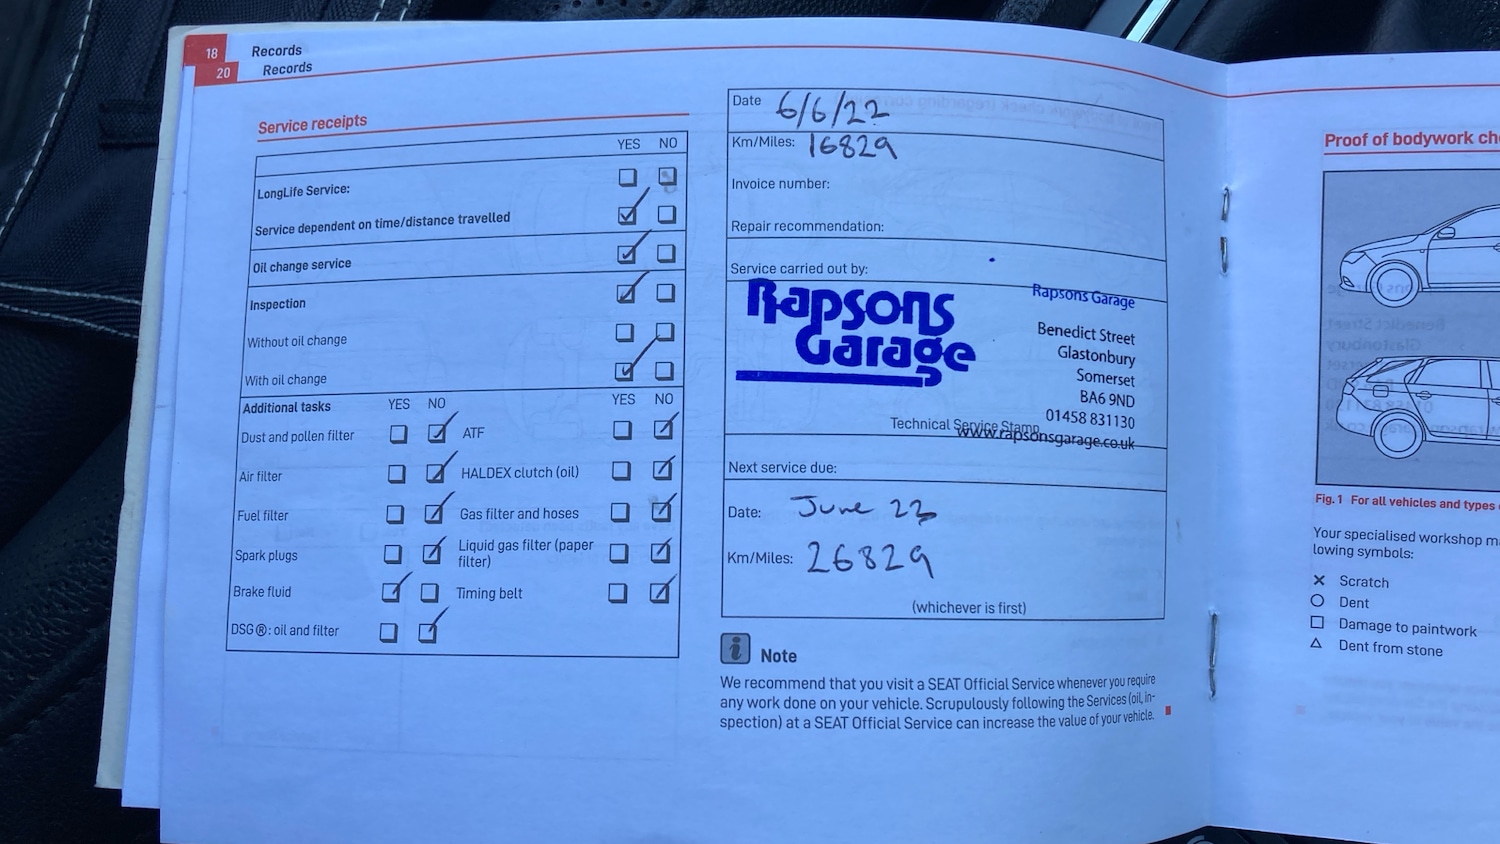 18 Records
20 Records
Service receipts
YES NO
LongLife Service:
Service dependent on time/distance travelled
Oil change service
Inspection
Without oil change
With oil change
Additional tasks YES NO YES NO
Dust and pollen filter ATF
Air filter HALDEX clutch (oil)
Fuel filter Gas filter and hoses
Spark plugs Liquid gas filter (paper
filter)
Brake fluid Timing belt
DSG®: oil and filter
Date 6/6/22
Km/Miles: 16829
Invoice number:
Repair recommendation:
Service carried out by:
Rapsons
Garage
Rapsons Garage
Benedict Street
Glastonbury
Somerset
BA6 9ND
01458 831130
Technical Service Stamp
www.rapsonsgarage.co.uk
Next service due:
Date: June 23
Km/Miles: 26829
(whichever is first)
i Note
We recommend that you visit a SEAT Official Service whenever you require
any work done on your vehicle. Scrupulously following the Services (oil, in-
spection) at a SEAT Official Service can increase the value of your vehicle.
Proof of bodywork ch
Fig. 1 For all vehicles and types
Your specialised workshop m
lowing symbols:
Scratch
Dent
Damage to paintwork
Dent from stone